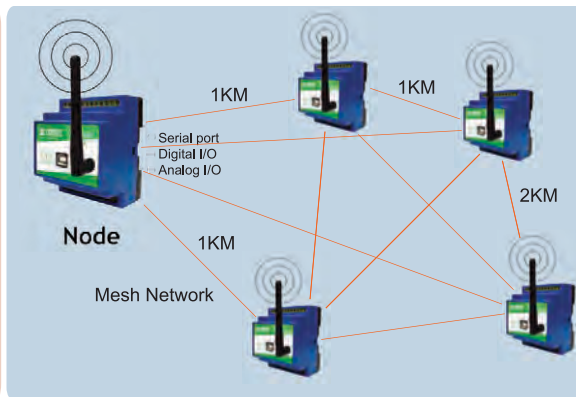 1KM
1KM
Serial port
Digital I/O
Analog I/O
Node
1KM
2KM
Mesh Network